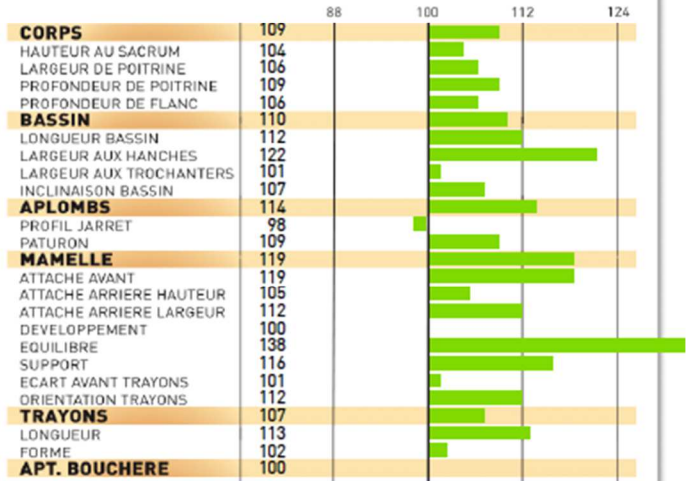 88 100 112 124
CORPS 109
HAUTEUR AU SACRUM 104
LARGEUR DE POITRINE 106
PROFONDEUR DE POITRINE 109
PROFONDEUR DE FLANC 106
BASSIN 110
LONGUEUR BASSIN 112
LARGEUR AUX HANCHES 122
LARGEUR AUX TROCHANTERS 101
INCLINAISON BASSIN 107
APLOMBS 114
PROFIL JARRET 98
PATURON 109
MAMELLE 119
ATTACHE AVANT 119
ATTACHE ARRIERE HAUTEUR 105
ATTACHE ARRIERE LARGEUR 112
DEVELOPPEMENT 100
EQUILIBRE 138
SUPPORT 116
ECART AVANT TRAYONS 101
ORIENTATION TRAYONS 112
TRAYONS 107
LONGUEUR 113
FORME 102
APT. BOUCHERE 100